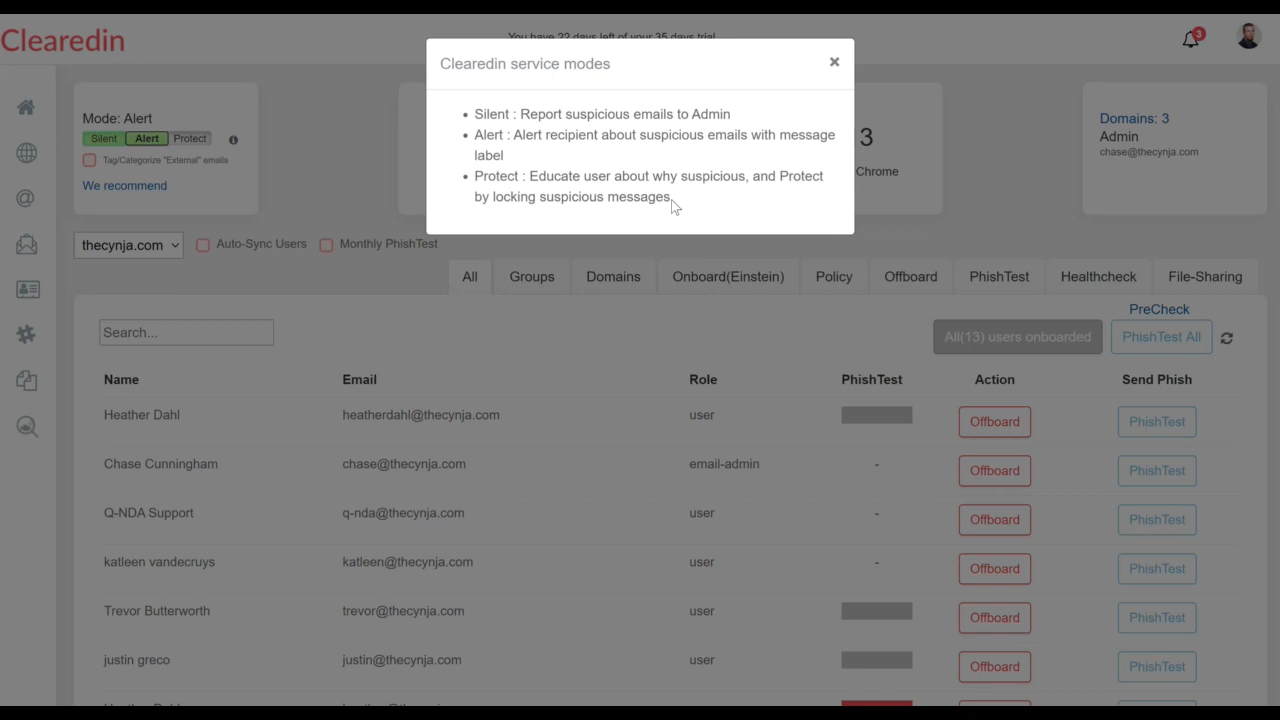 Clearedin
You have 22 days left of your 35 days trial
3
Clearedin service modes
×
Silent : Report suspicious emails to Admin
Alert : Alert recipient about suspicious emails with message
label
Protect : Educate user about why suspicious, and Protect
by locking suspicious messages.
Mode: Alert
Silent Alert Protect
Tag/Categorize "External" emails
We recommend
3
Chrome
Domains: 3
Admin
chase@thecynja.com
thecynja.com Auto-Sync Users Monthly PhishTest
All Groups Domains Onboard(Einstein) Policy Offboard PhishTest Healthcheck File-Sharing
PreCheck
Search... All(13) users onboarded PhishTest All
Name Email Role PhishTest Action Send Phish
Heather Dahl heatherdahl@thecynja.com user Offboard PhishTest
Chase Cunningham chase@thecynja.com email-admin - Offboard PhishTest
Q-NDA Support q-nda@thecynja.com user - Offboard PhishTest
katleen vandecruys katleen@thecynja.com user - Offboard PhishTest
Trevor Butterworth trevor@thecynja.com user Offboard PhishTest
justin greco justin@thecynja.com user Offboard PhishTest